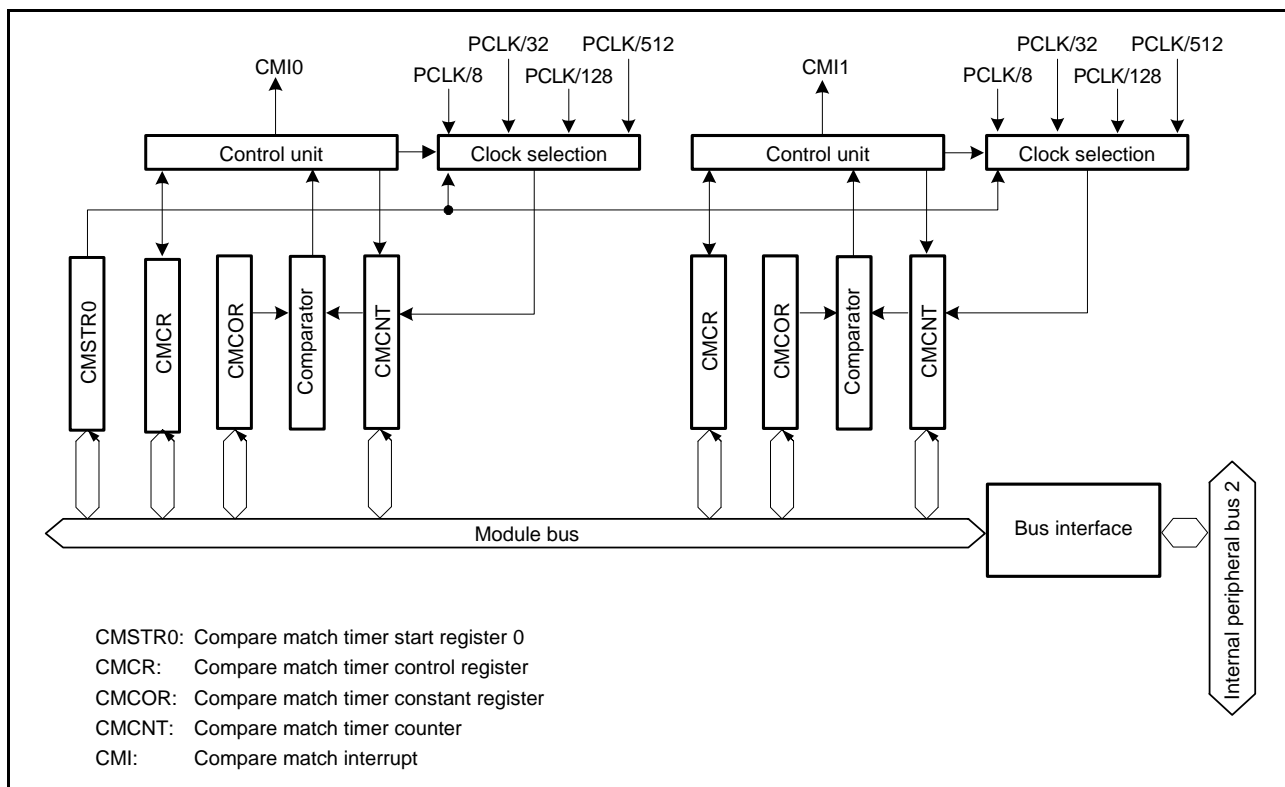 PCLK/32 PCLK/512 PCLK/32 PCLK/512
CMI0 PCLK/8 PCLK/128 CMI1 PCLK/8 PCLK/128
Control unit Clock selection Control unit Clock selection
CMSTR0 CMCR CMCOR Comparator CMCNT CMCR CMCOR Comparator CMCNT
Module bus
Bus interface
Internal peripheral bus 2
CMSTR0: Compare match timer start register 0
CMCR: Compare match timer control register
CMCOR: Compare match timer constant register
CMCNT: Compare match timer counter
CMI: Compare match interrupt